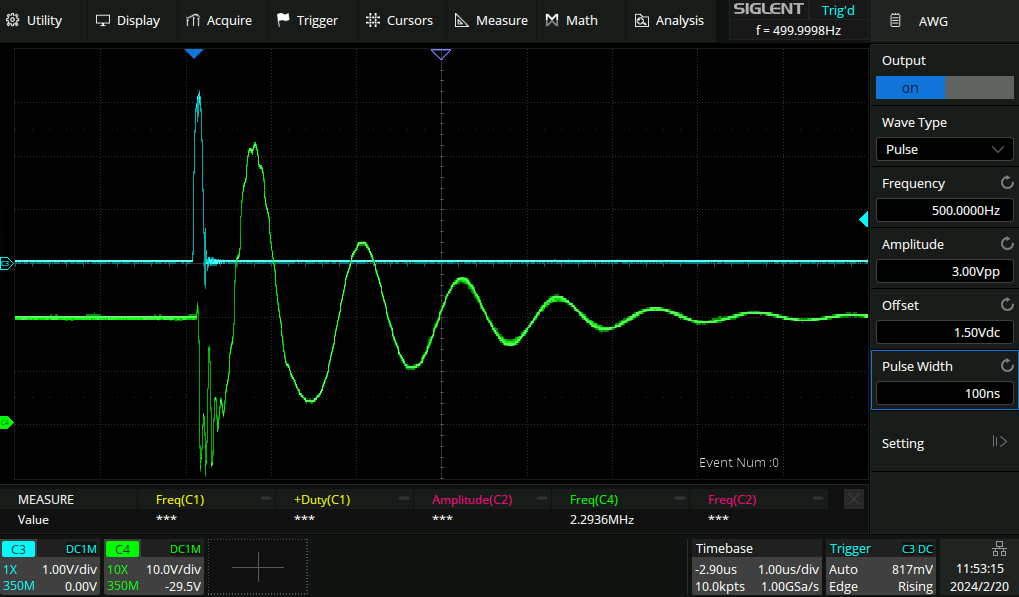 Utility Display Acquire Trigger Cursors Measure Math Analysis SIGLENT Trig'd AWG
f = 499.9998Hz
Output
on
Wave Type
Pulse
Frequency
500.0000Hz
Amplitude
3.00Vpp
Offset
1.50Vdc
Pulse Width
100ns
Setting
C3
C4
Event Num :0
MEASURE Freq(C1) +Duty(C1) Amplitude(C2) Freq(C4) Freq(C2)
Value *** *** *** 2.2936MHz ***
C3 DC1M C4 DC1M Timebase Trigger C3 DC
1X 1.00V/div 10X 10.0V/div -2.90us 1.00us/div Auto 817mV 11:53:15
350M 0.00V 350M -29.5V 10.0kpts 1.00GSa/s Edge Rising 2024/2/20